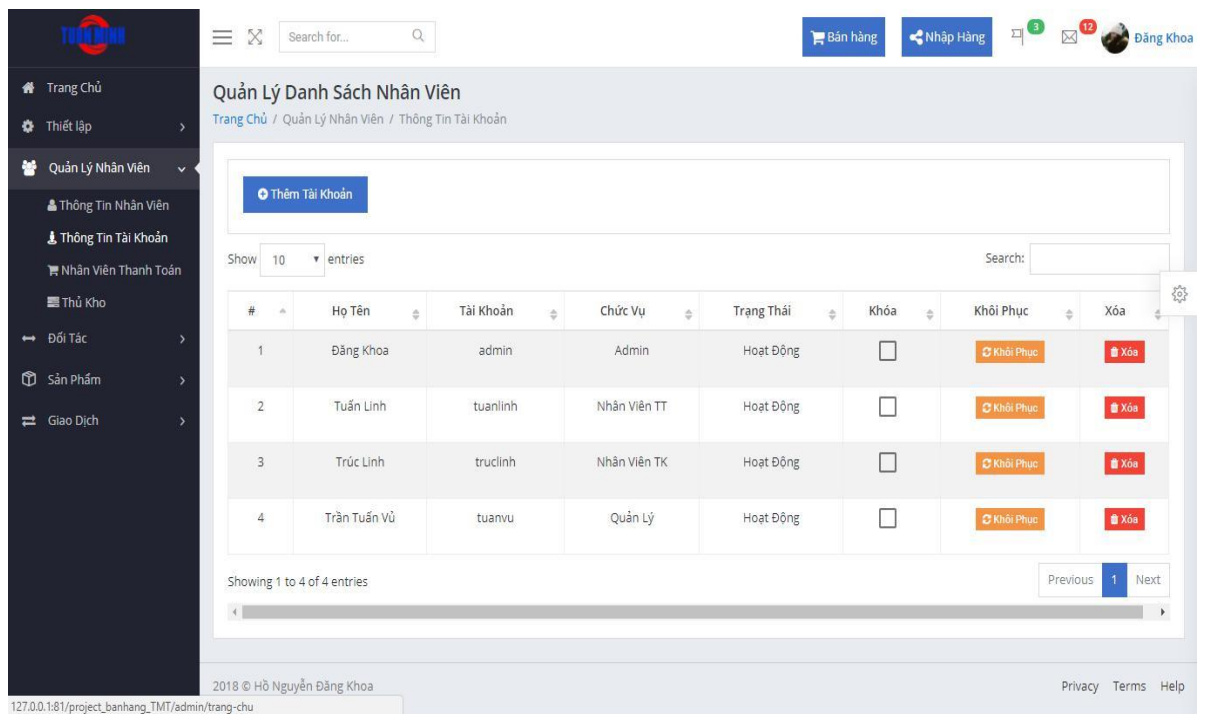 TUẤN MINH
Search for...
Bán hàng
Nhập Hàng
3
12
Đăng Khoa
Trang Chủ
Thiết lập
Quản Lý Nhân Viên
Thông Tin Nhân Viên
Thông Tin Tài Khoản
Nhân Viên Thanh Toán
Thủ Kho
Đối Tác
Sản Phẩm
Giao Dịch
Quản Lý Danh Sách Nhân Viên
Trang Chủ / Quản Lý Nhân Viên / Thông Tin Tài Khoản
Thêm Tài Khoản
Show 10 entries
Search:
# Họ Tên Tài Khoản Chức Vụ Trạng Thái Khóa Khôi Phục Xóa
1 Đăng Khoa admin Admin Hoạt Động Khôi Phục Xóa
2 Tuấn Linh tuanlinh Nhân Viên TT Hoạt Động Khôi Phục Xóa
3 Trúc Linh truclinh Nhân Viên TK Hoạt Động Khôi Phục Xóa
4 Trần Tuấn Vủ tuanvu Quản Lý Hoạt Động Khôi Phục Xóa
Showing 1 to 4 of 4 entries
Previous 1 Next
2018 © Hồ Nguyễn Đăng Khoa
Privacy Terms Help
127.0.0.1:81/project_banhang_TMT/admin/trang-chu